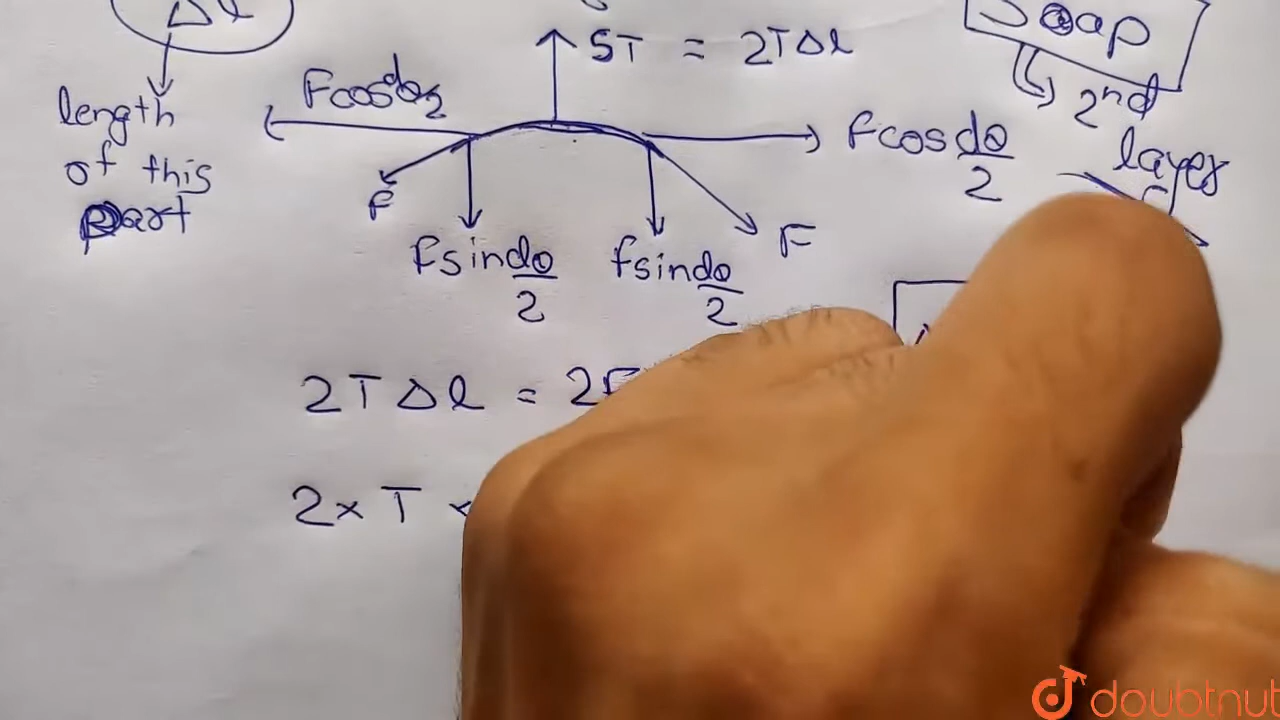 Δl
Soap
ST = 2TΔl
Fcosdθ/2
2nd
layer
length
of this
part
Fcosdθ/2
F
F
Fsindθ/2
fsindθ/2
2TΔl = 2F
2 × T ×
doubtnut